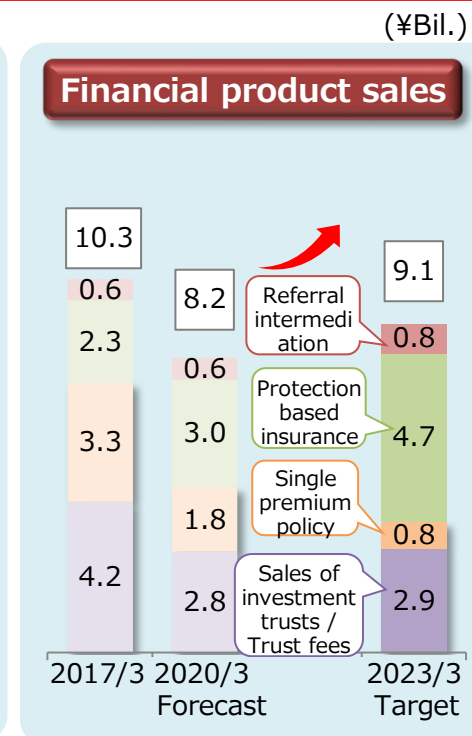 (¥Bil.)
Financial product sales
10.3
0.6
2.3
3.3
4.2
8.2
0.6
3.0
1.8
2.8
Referral
intermedi
ation
Protection
based
insurance
Single
premium
policy
Sales of
investment
trusts /
Trust fees
9.1
0.8
4.7
0.8
2.9
2017/3
2020/3
Forecast
2023/3
Target